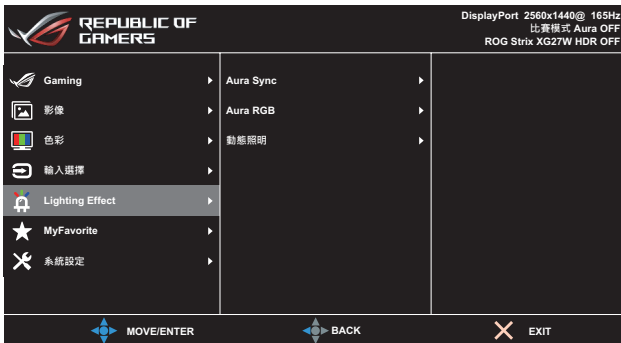 REPUBLIC OF
GAMERS
DisplayPort 2560x1440@ 165Hz
比賽模式 Aura OFF
ROG Strix XG27W HDR OFF
Gaming
影像
色彩
輸入選擇
Lighting Effect
MyFavorite
系統設定
Aura Sync
Aura RGB
動態照明
MOVE/ENTER
BACK
EXIT